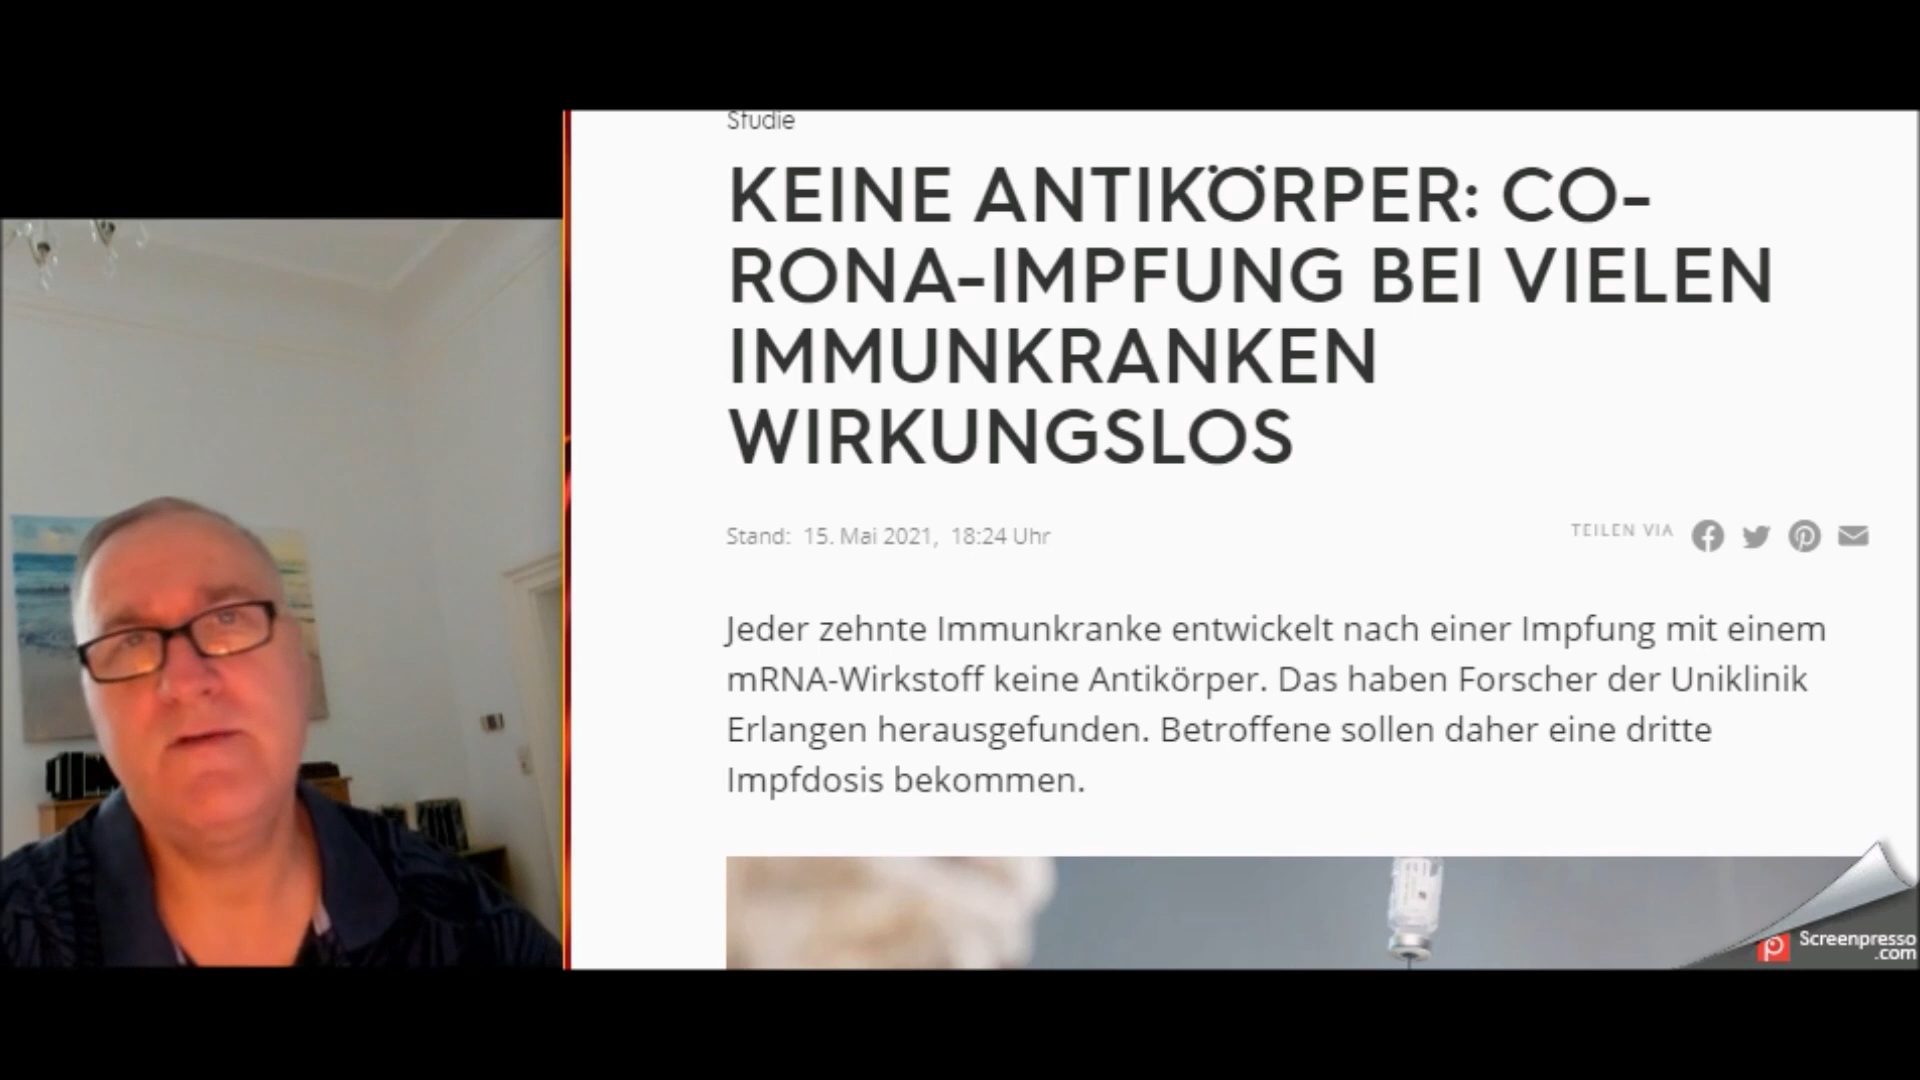 Studie
KEINE ANTIKÖRPER: CO-
RONA-IMPFUNG BEI VIELEN
IMMUNKRANKEN
WIRKUNGSLOS
Stand: 15. Mai 2021, 18:24 Uhr
TEILEN VIA
Jeder zehnte Immunkranke entwickelt nach einer Impfung mit einem
mRNA-Wirkstoff keine Antikörper. Das haben Forscher der Uniklinik
Erlangen herausgefunden. Betroffene sollen daher eine dritte
Impfdosis bekommen.
Screenpresso
.com